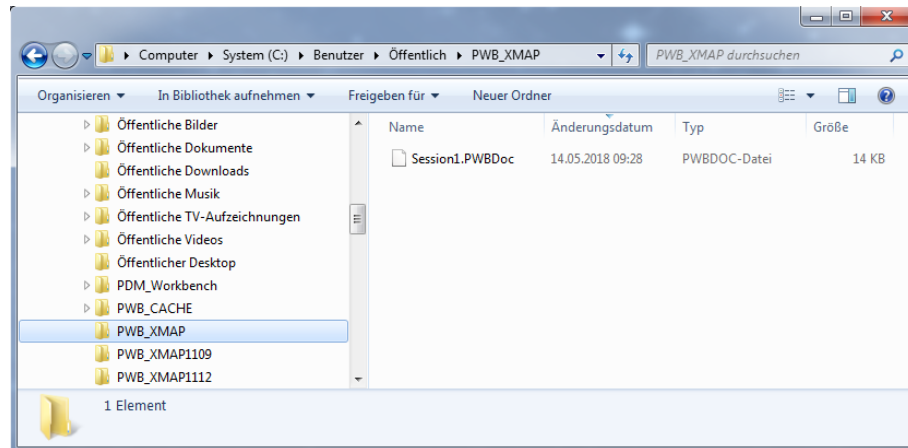 Computer ▸ System (C:) ▸ Benutzer ▸ Öffentlich ▸ PWB_XMAP
PWB_XMAP durchsuchen
Organisieren In Bibliothek aufnehmen Freigeben für Neuer Ordner
Öffentliche Bilder
Öffentliche Dokumente
Öffentliche Downloads
Öffentliche Musik
Öffentliche TV-Aufzeichnungen
Öffentliche Videos
Öffentlicher Desktop
PDM_Workbench
PWB_CACHE
PWB_XMAP
PWB_XMAP1109
PWB_XMAP1112
Name Änderungsdatum Typ Größe
Session1.PWBDoc 14.05.2018 09:28 PWBDOC-Datei 14 KB
1 Element